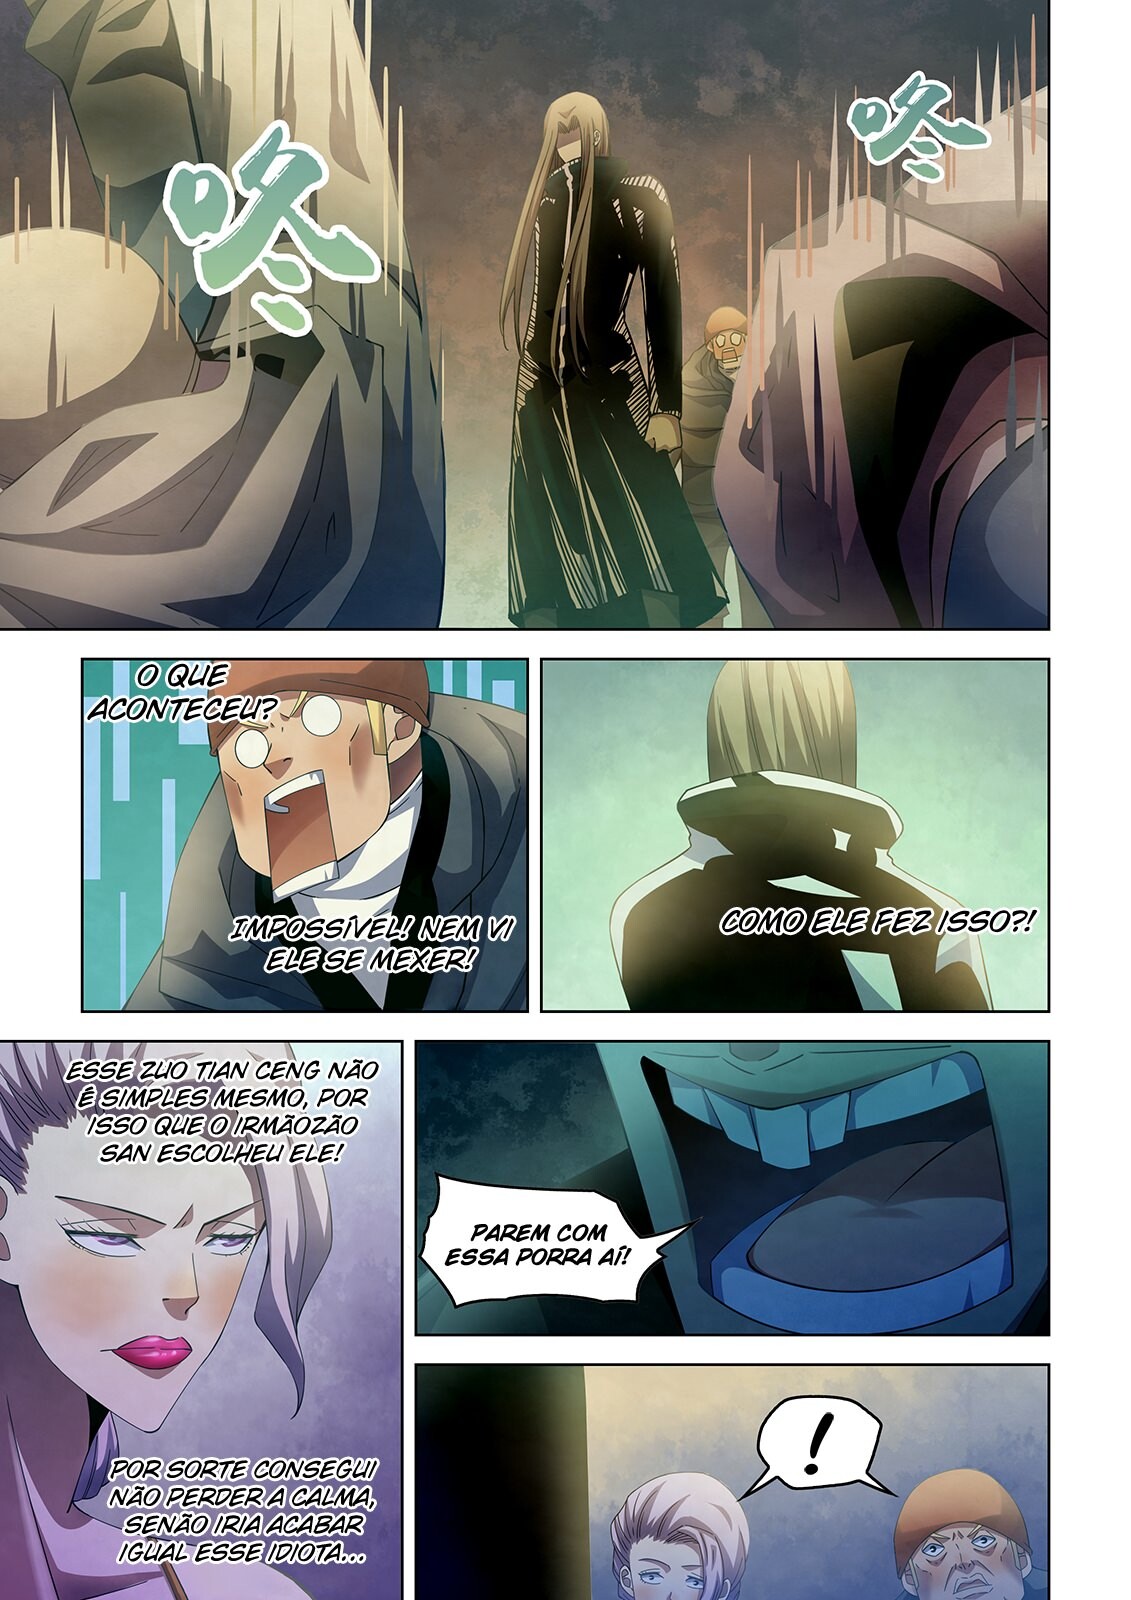 咚
咚
O QUE
ACONTECEU?
IMPOSSÍVEL! NEM VI
ELE SE MEXER!
COMO ELE FEZ ISSO?!
ESSE ZUO TIAN CENG NÃO
É SIMPLES MESMO, POR
ISSO QUE O IRMÃOZÃO
SAN ESCOLHEU ELE!
PAREM COM
ESSA PORRA AÍ!
POR SORTE CONSEGUI
NÃO PERDER A CALMA,
SENÃO IRIA ACABAR
IGUAL ESSE IDIOTA...
!